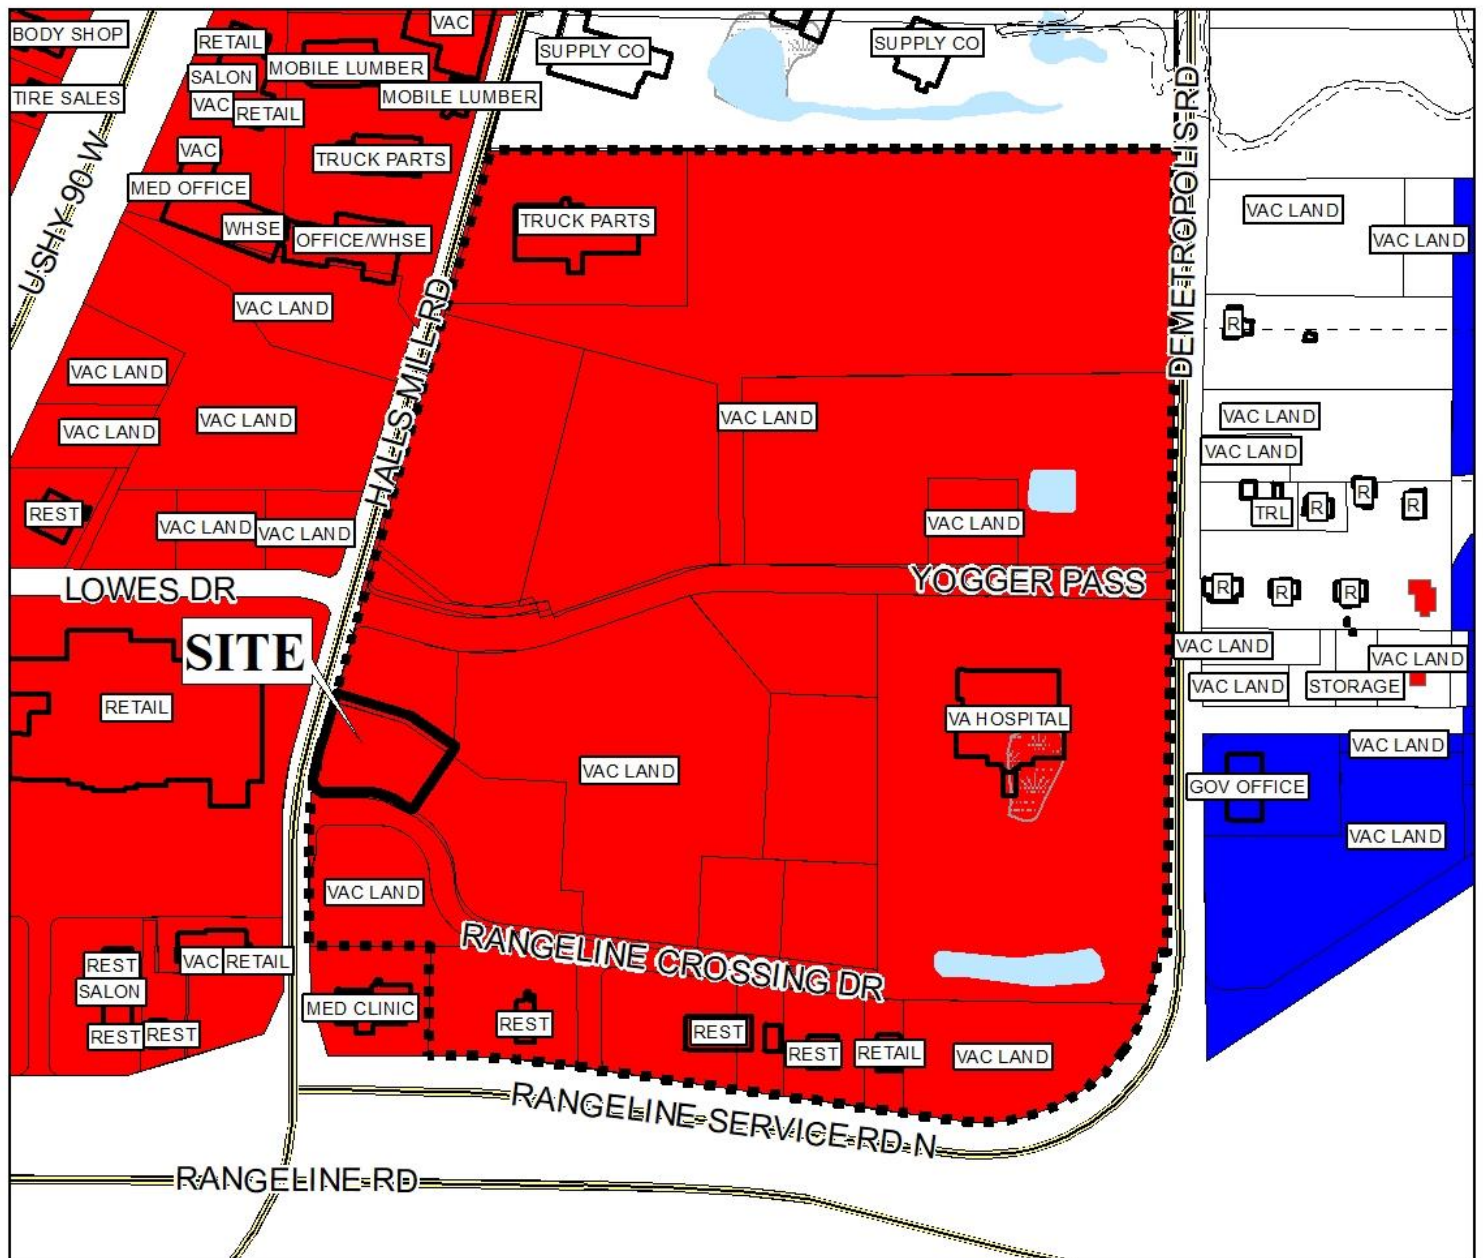 BODY SHOP
RETAIL
VAC
SUPPLY CO
SUPPLY CO
MOBILE LUMBER
SALON
TIRE SALES
VAC
RETAIL
MOBILE LUMBER
VAC
TRUCK PARTS
MED OFFICE
WHSE
OFFICE/WHSE
TRUCK PARTS
VAC LAND
VAC LAND
USHY 90 W
HALLS MILL RD
DEMETROPOLIS RD
VAC LAND
R
VAC LAND
VAC LAND
VAC LAND
VAC LAND
VAC LAND
VAC LAND
VAC LAND
REST
VAC LAND
VAC LAND
VAC LAND
TRL
R
R
R
LOWES DR
YOGGER PASS
R
R
R
SITE
VAC LAND
VAC LAND
VAC LAND
STORAGE
RETAIL
VA HOSPITAL
VAC LAND
VAC LAND
GOV OFFICE
VAC LAND
VAC LAND
RANGELINE CROSSING DR
REST
VAC
RETAIL
SALON
REST
REST
MED CLINIC
REST
REST
REST
RETAIL
VAC LAND
RANGELINE SERVICE RD N
RANGELINE RD